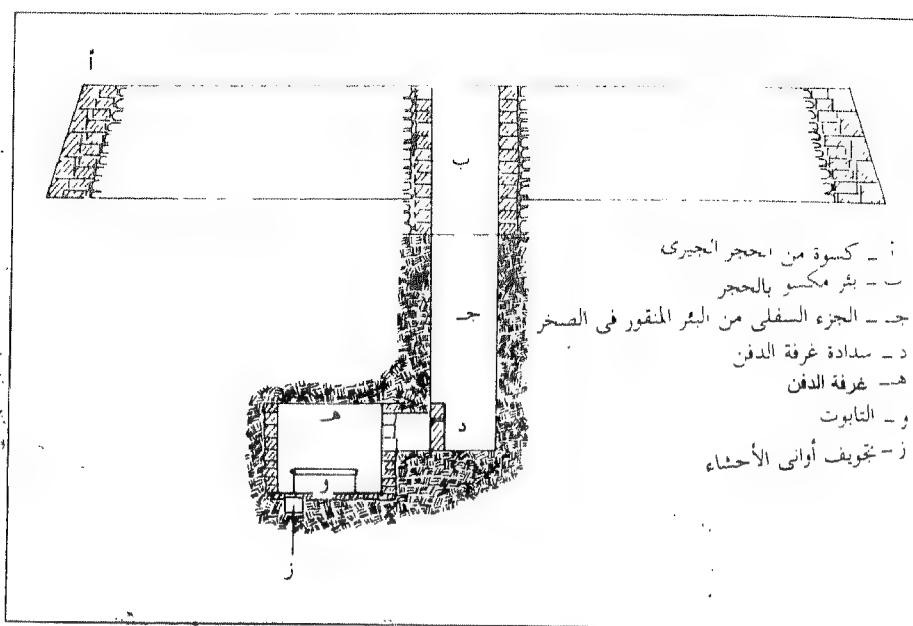 أ
ب
جـ
د
هـ
و
ز
أ ـ كسوة من الحجر الجيرى
ب ـ بئر مكسو بالحجر
جـ ـ الجزء السفلى من البئر المنقور فى الصخر
د ـ سدادة غرفة الدفن
هـ ـ غرفة الدفن
و ـ التابوت
ز - تجويف أوانى الأحشاء